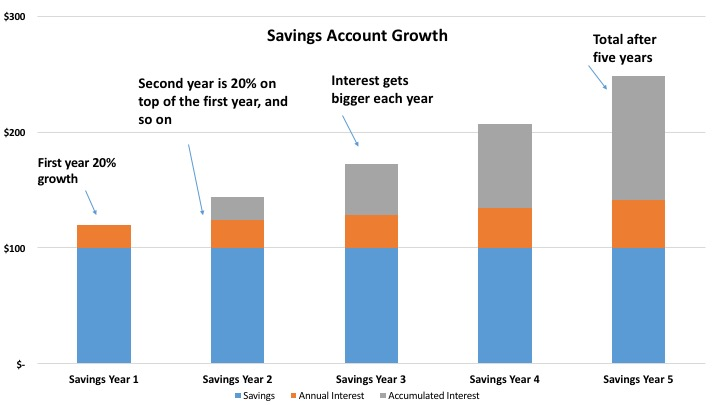 Savings Account Growth
$300
$200
$100
$-
First year 20%
growth
Second year is 20% on
top of the first year, and
so on
Interest gets
bigger each year
Total after
five years
Savings Year 1
Savings Year 2
Savings Year 3
Savings Year 4
Savings Year 5
Savings
Annual Interest
Accumulated Interest